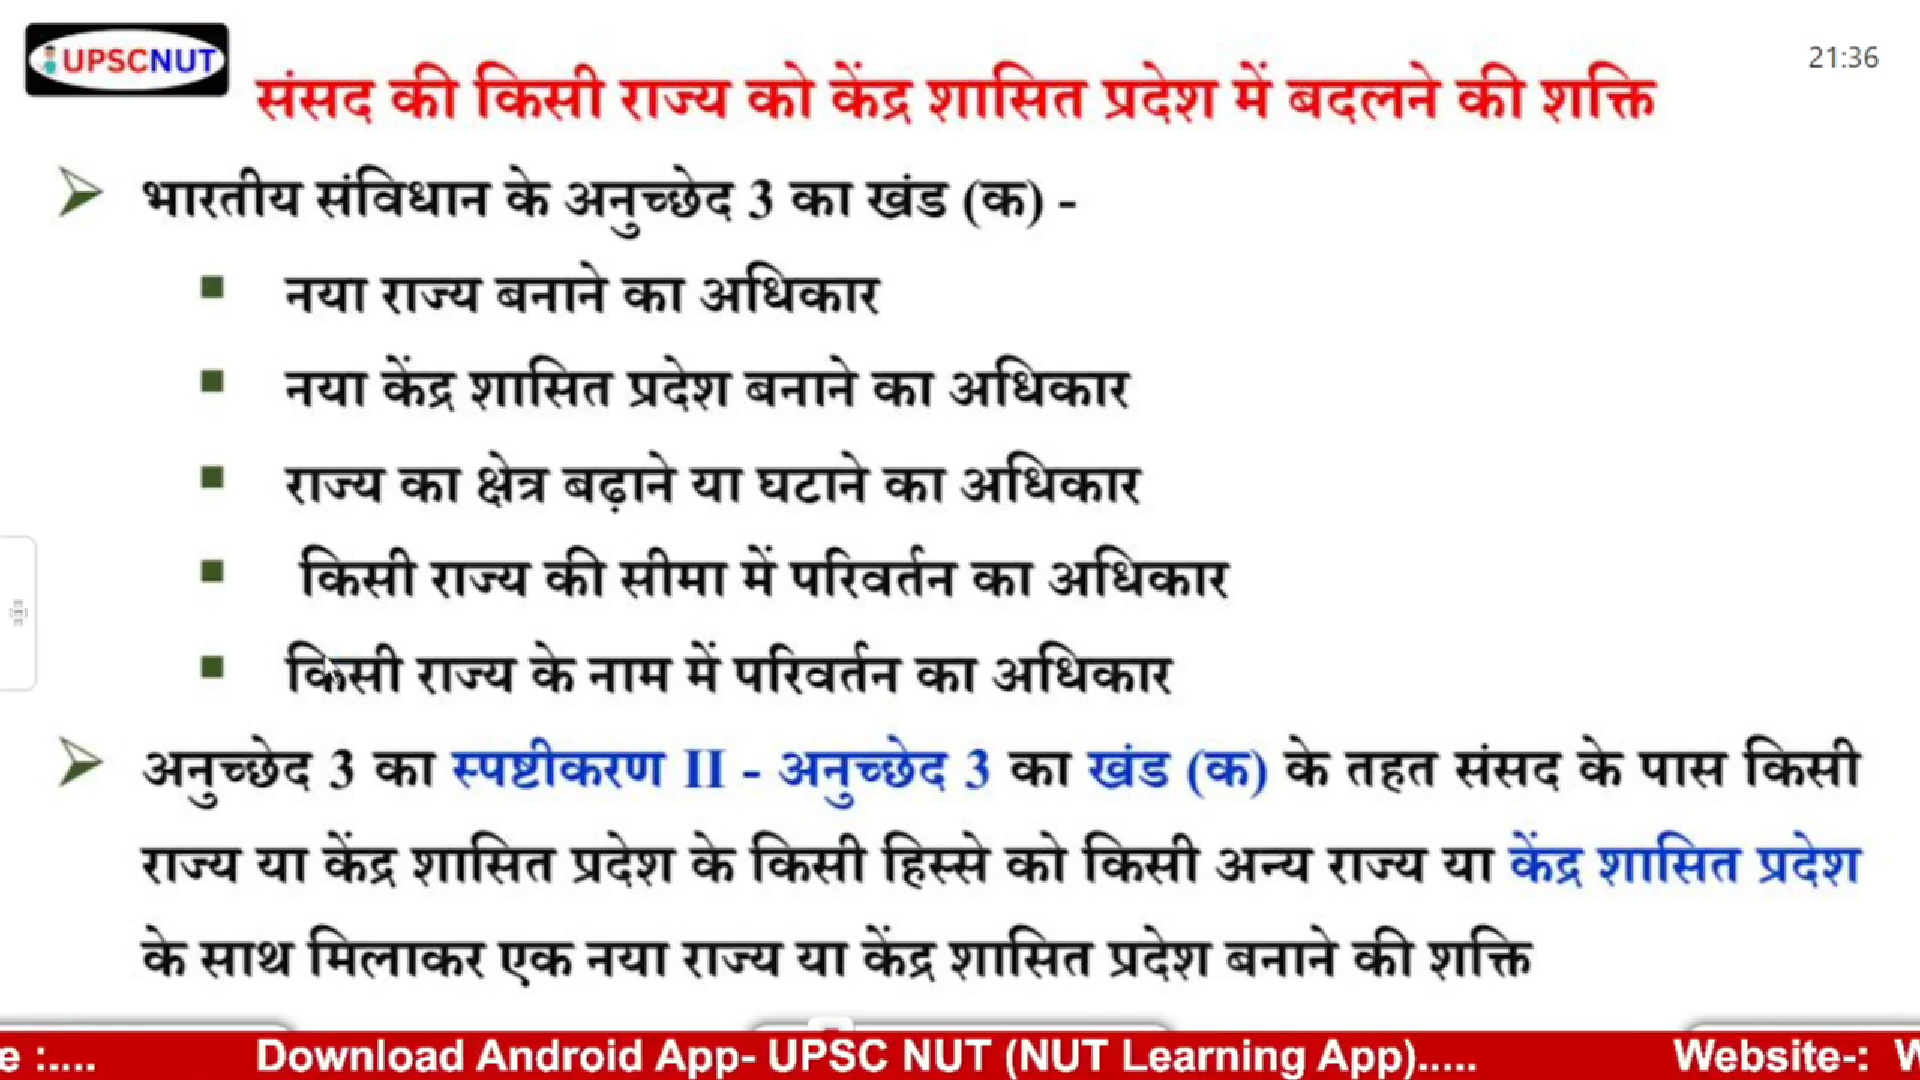 UPSCNUT
21:36
संसद की किसी राज्य को केंद्र शासित प्रदेश में बदलने की शक्ति
भारतीय संविधान के अनुच्छेद 3 का खंड (क) -
नया राज्य बनाने का अधिकार
नया केंद्र शासित प्रदेश बनाने का अधिकार
राज्य का क्षेत्र बढ़ाने या घटाने का अधिकार
किसी राज्य की सीमा में परिवर्तन का अधिकार
किसी राज्य के नाम में परिवर्तन का अधिकार
अनुच्छेद 3 का स्पष्टीकरण II - अनुच्छेद 3 का खंड (क) के तहत संसद के पास किसी
राज्य या केंद्र शासित प्रदेश के किसी हिस्से को किसी अन्य राज्य या केंद्र शासित प्रदेश
के साथ मिलाकर एक नया राज्य या केंद्र शासित प्रदेश बनाने की शक्ति
e :.... Download Android App- UPSC NUT (NUT Learning App)..... Website-: